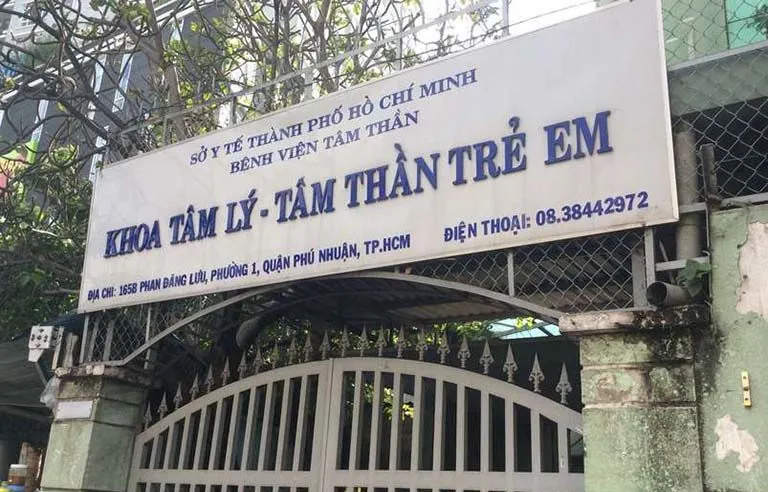 SỞ Y TẾ THÀNH PHỐ HỒ CHÍ MINH
BỆNH VIỆN TÂM THẦN
KHOA TÂM LÝ - TÂM THẦN TRẺ EM
ĐỊA CHỈ: 165B PHAN ĐĂNG LƯU, PHƯỜNG 1, QUẬN PHÚ NHUẬN, TP.HCM ĐIỆN THOẠI: 08.38442972